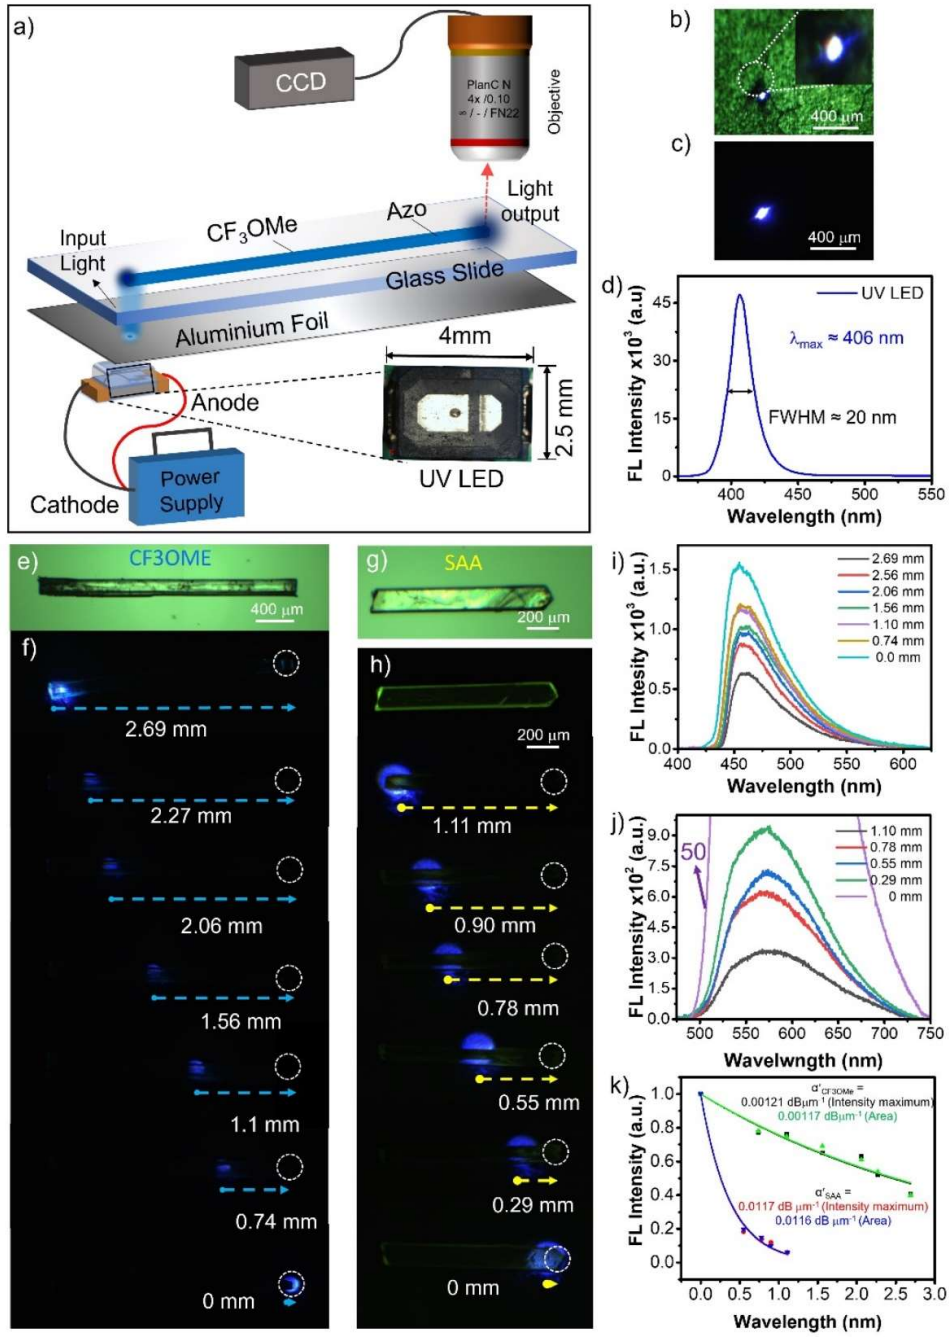 a)
CCD
PlanC N
4x /0.10
∞ / - / FN22
Objective
Input
Light
CF₃OMe
Azo
Light
output
Glass Slide
Aluminium Foil
4mm
2.5 mm
Anode
Cathode
Power
Supply
UV LED
b)
400 µm
c)
400 µm
d)
FL Intensity x10³ (a.u)
45
30
15
0
UV LED
λmax ≈ 406 nm
FWHM ≈ 20 nm
400
450
500
550
Wavelength (nm)
e)
CF3OME
400 µm
f)
2.69 mm
2.27 mm
2.06 mm
1.56 mm
1.1 mm
0.74 mm
0 mm
g)
SAA
200 µm
h)
200 µm
1.11 mm
0.90 mm
0.78 mm
0.55 mm
0.29 mm
0 mm
i)
FL Intesity x10³ (a.u.)
1.5
1.0
0.5
0.0
2.69 mm
2.56 mm
2.06 mm
1.56 mm
1.10 mm
0.74 mm
0.0 mm
400
450
500
550
600
Wavelength (nm)
j)
FL Intensity x10² (a.u.)
9.0
7.5
6.0
4.5
3.0
1.5
0.0
50
1.10 mm
0.78 mm
0.55 mm
0.29 mm
0 mm
500
550
600
650
700
750
Wavelwngth (nm)
k)
FL Intensity (a.u.)
1.0
0.8
0.6
0.4
0.2
0.0
α'CF3OMe =
0.00121 dBµm⁻¹ (Intensity maximum)
0.00117 dBµm⁻¹ (Area)
α'SAA =
0.0117 dB µm⁻¹ (Intensity maximum)
0.0116 dB µm⁻¹ (Area)
0.0
0.5
1.0
1.5
2.0
2.5
3.0
Wavelength (nm)